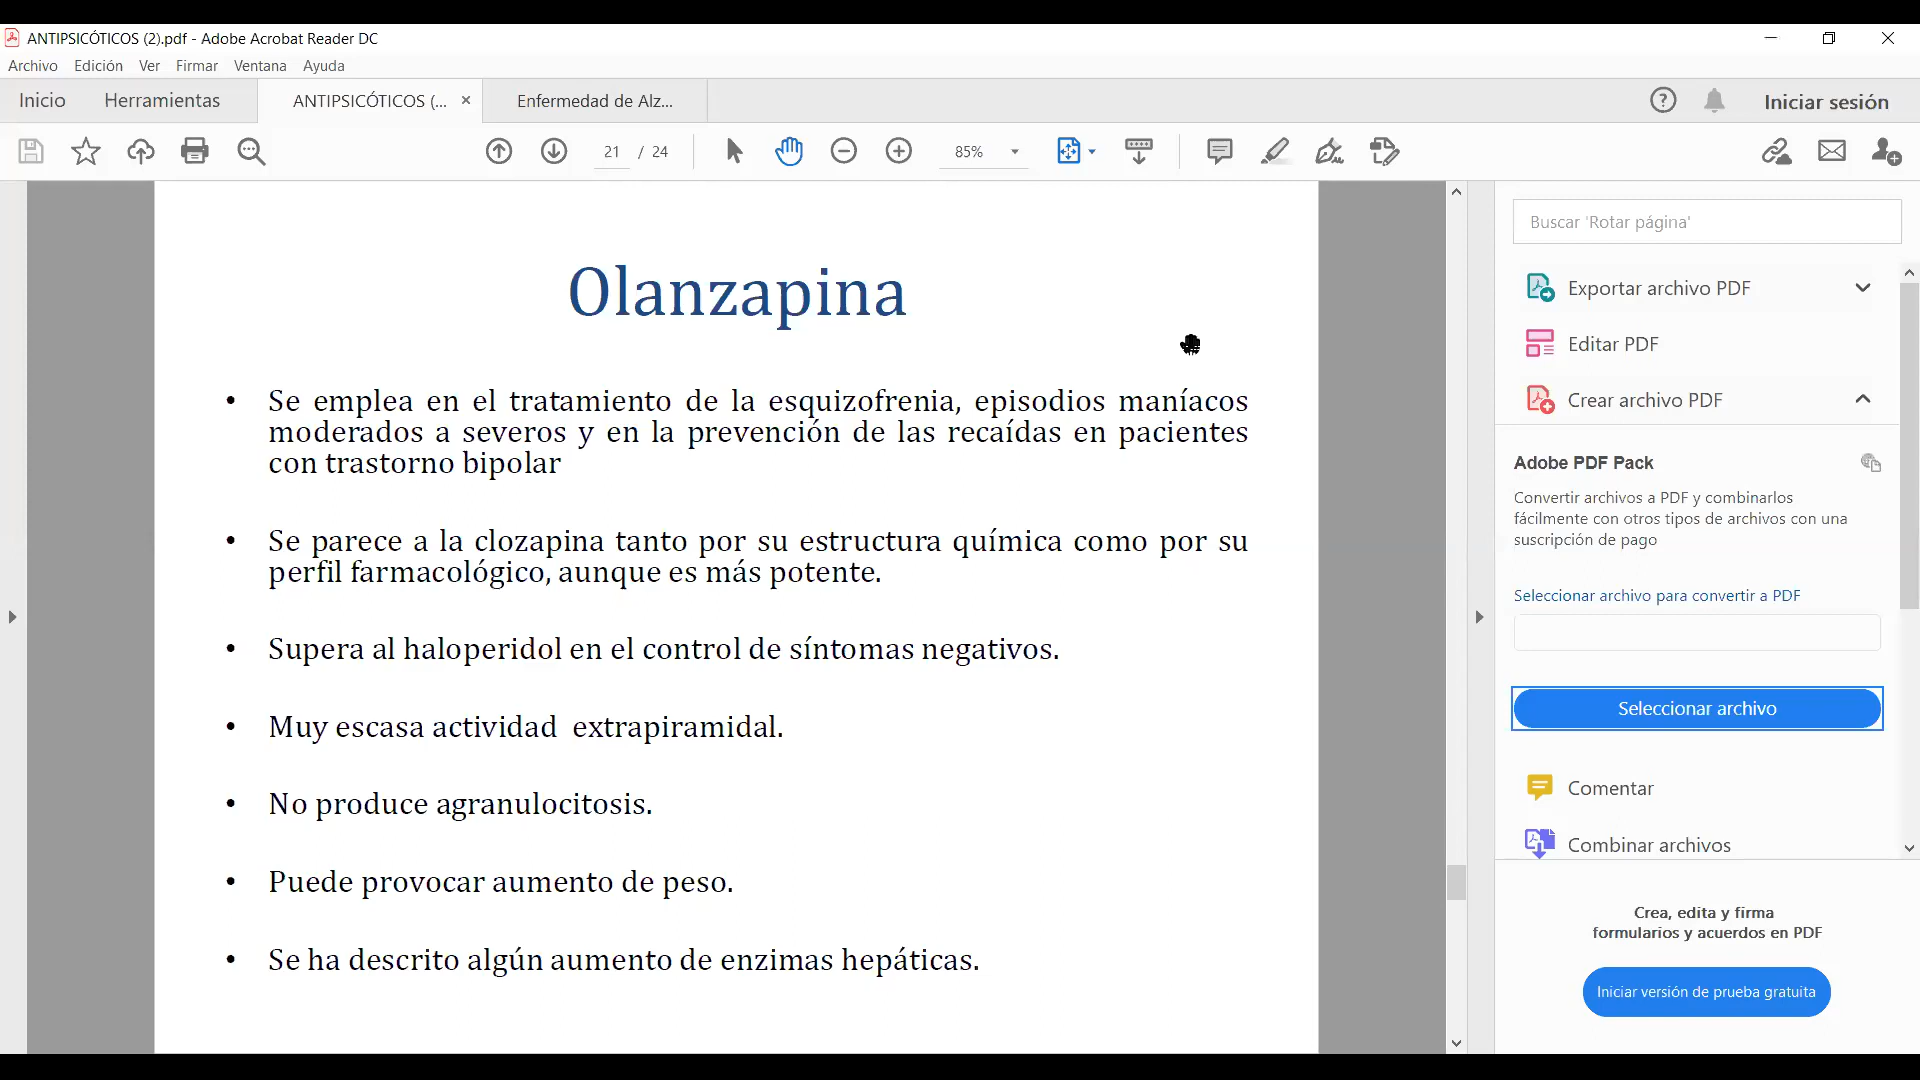 ANTIPSICÓTICOS (2).pdf - Adobe Acrobat Reader DC
Archivo Edición Ver Firmar Ventana Ayuda
Inicio Herramientas ANTIPSICÓTICOS (... Enfermedad de Alz... Iniciar sesión
21 / 24 85%
Buscar 'Rotar página'
Exportar archivo PDF
Editar PDF
Crear archivo PDF
Adobe PDF Pack
Convertir archivos a PDF y combinarlos
fácilmente con otros tipos de archivos con una
suscripción de pago
Seleccionar archivo para convertir a PDF
Seleccionar archivo
Comentar
Combinar archivos
Crea, edita y firma
formularios y acuerdos en PDF
Iniciar versión de prueba gratuita
Olanzapina
• Se emplea en el tratamiento de la esquizofrenia, episodios maníacos
moderados a severos y en la prevención de las recaídas en pacientes
con trastorno bipolar
• Se parece a la clozapina tanto por su estructura química como por su
perfil farmacológico, aunque es más potente.
• Supera al haloperidol en el control de síntomas negativos.
• Muy escasa actividad extrapiramidal.
• No produce agranulocitosis.
• Puede provocar aumento de peso.
• Se ha descrito algún aumento de enzimas hepáticas.